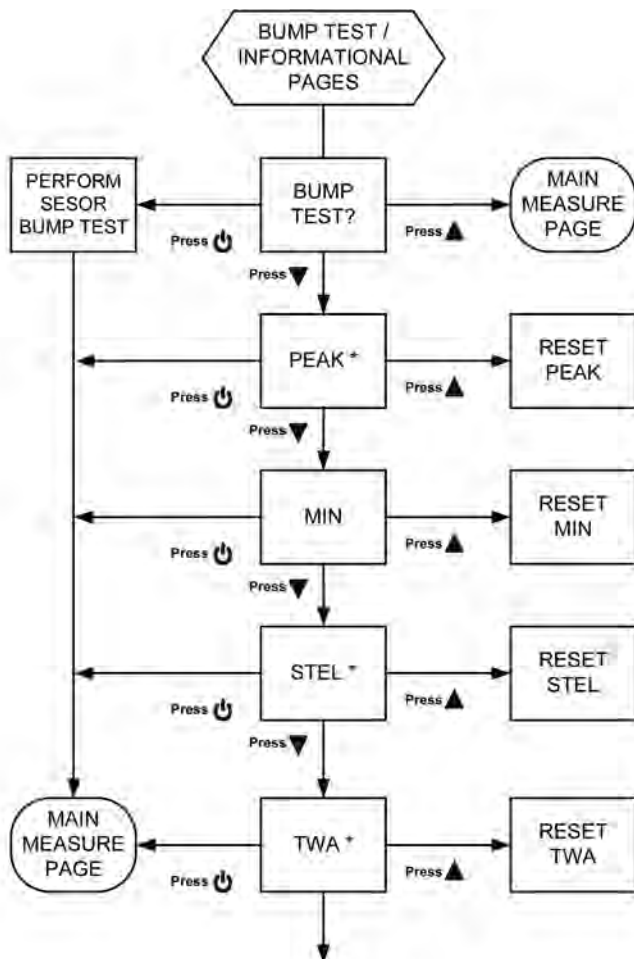 BUMP TEST /
INFORMATIONAL
PAGES
PERFORM
SESOR
BUMP TEST
BUMP
TEST?
MAIN
MEASURE
PAGE
Press
Press
Press
PEAK *
RESET
PEAK
Press
Press
Press
MIN
RESET
MIN
Press
Press
Press
STEL *
RESET
STEL
Press
Press
Press
MAIN
MEASURE
PAGE
TWA *
RESET
TWA
Press
Press